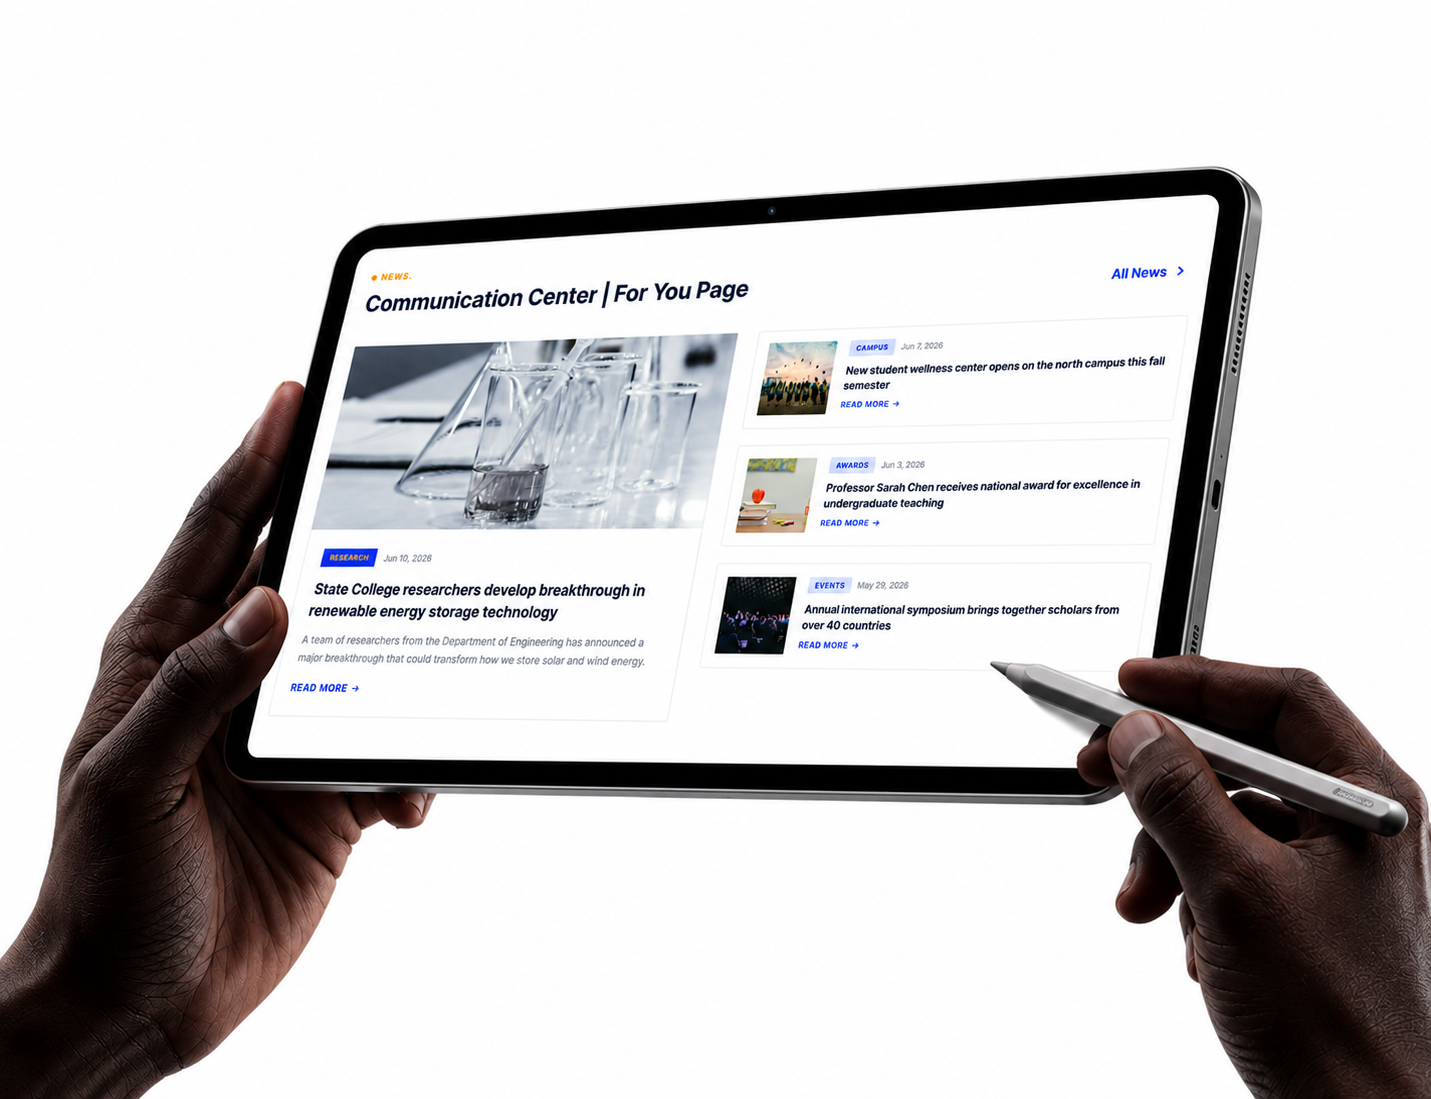 NEWS.
Communication Center | For You Page
All News
RESEARCH Jun 10, 2026
State College researchers develop breakthrough in
renewable energy storage technology
A team of researchers from the Department of Engineering has announced a
major breakthrough that could transform how we store solar and wind energy.
READ MORE →
CAMPUS Jun 7, 2026
New student wellness center opens on the north campus this fall
semester
READ MORE →
AWARDS Jun 3, 2026
Professor Sarah Chen receives national award for excellence in
undergraduate teaching
READ MORE →
EVENTS May 29, 2026
Annual international symposium brings together scholars from
over 40 countries
READ MORE →